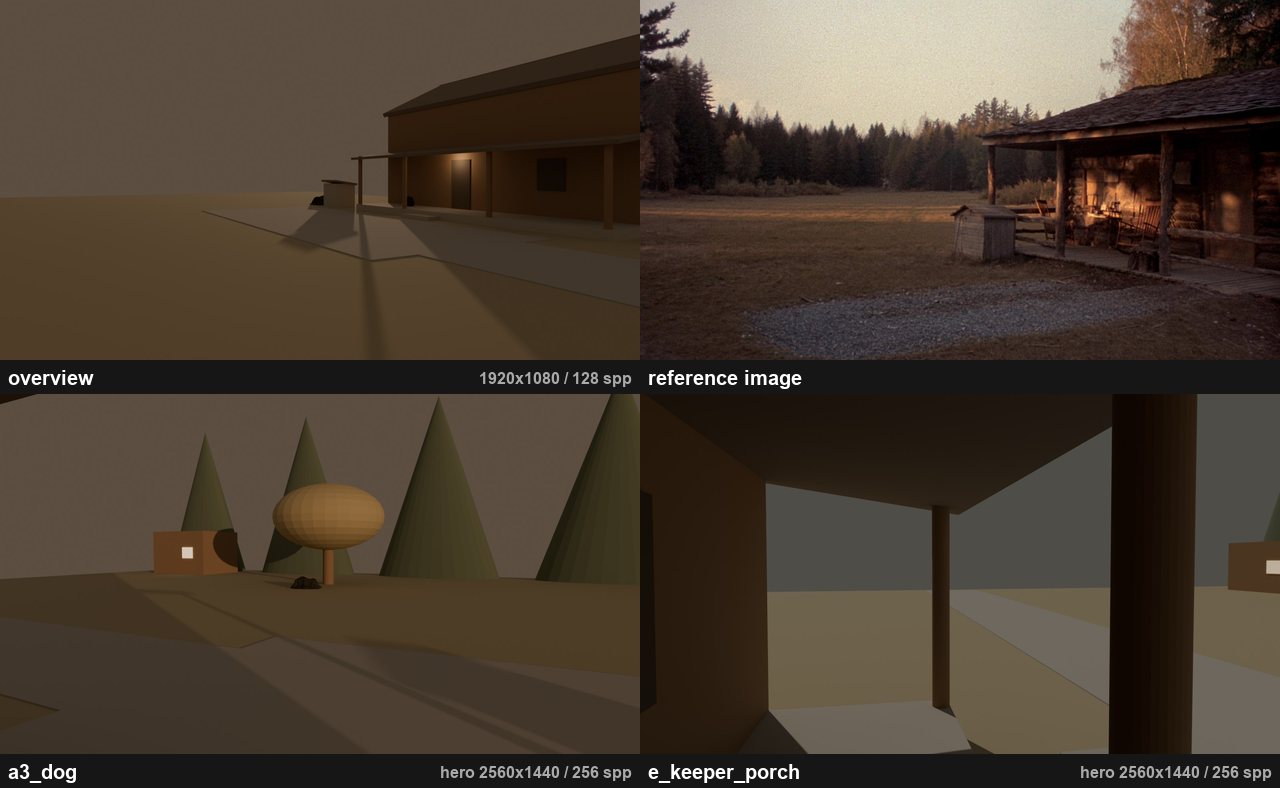 overview
1920x1080 / 128 spp
reference image
a3_dog
hero 2560x1440 / 256 spp
e_keeper_porch
hero 2560x1440 / 256 spp